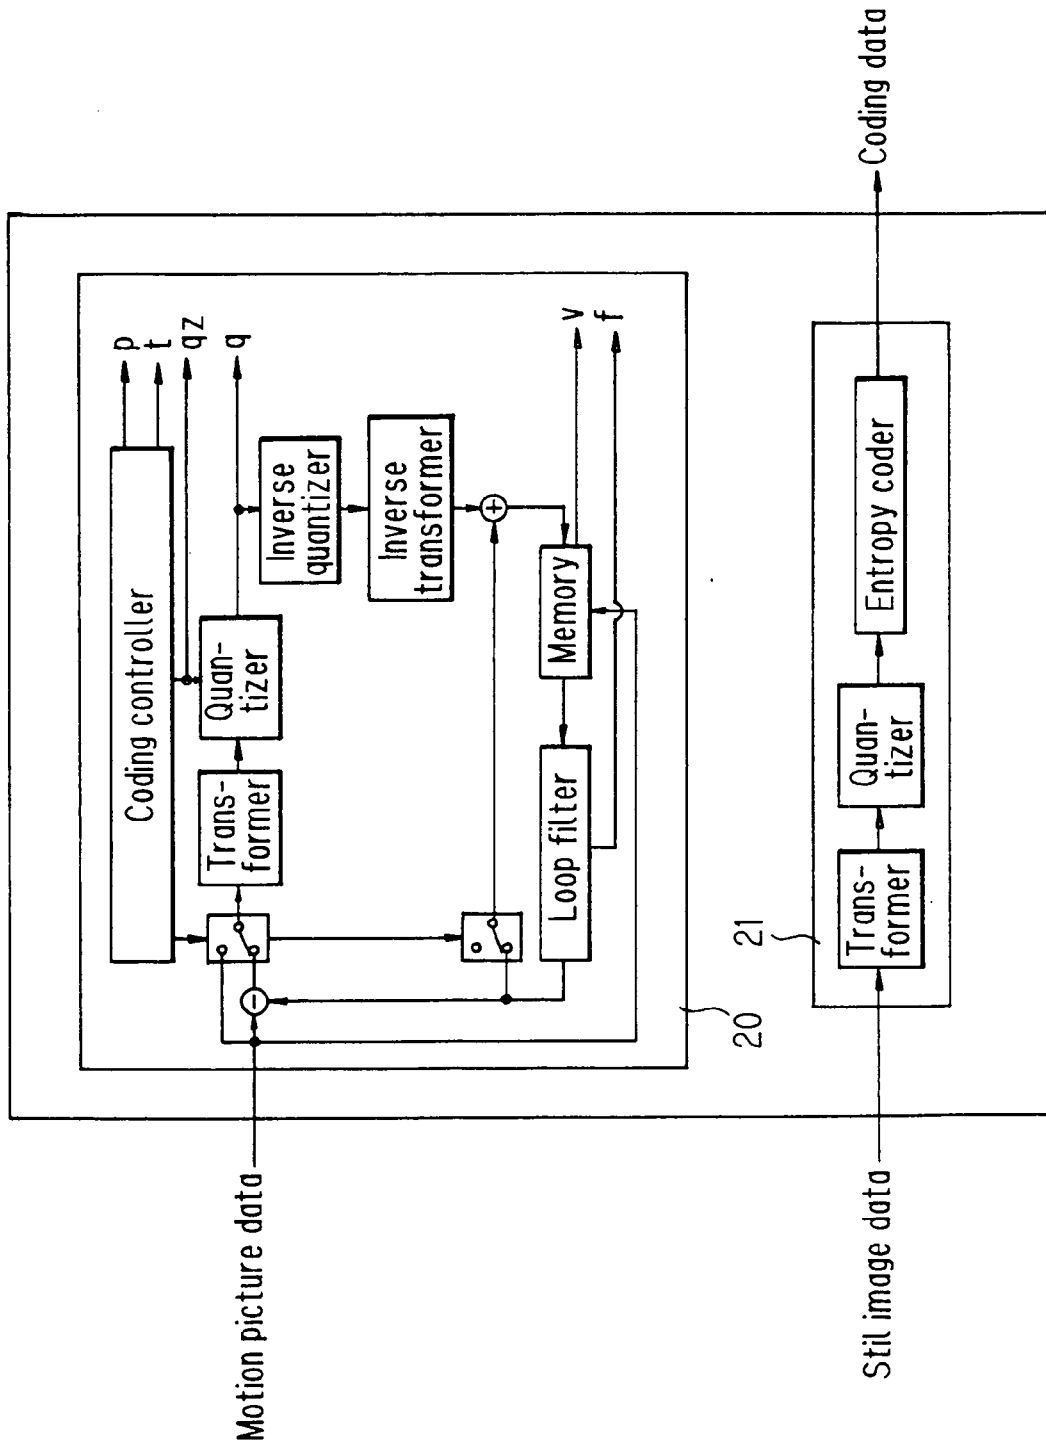 Coding controller
p
t
qz
q
Trans-
former
Quan-
tizer
Inverse
quantizer
Inverse
transformer
Motion picture data
Loop filter
Memory
v
f
20
21
Stil image data
Trans-
former
Quan-
tizer
Entropy coder
Coding data